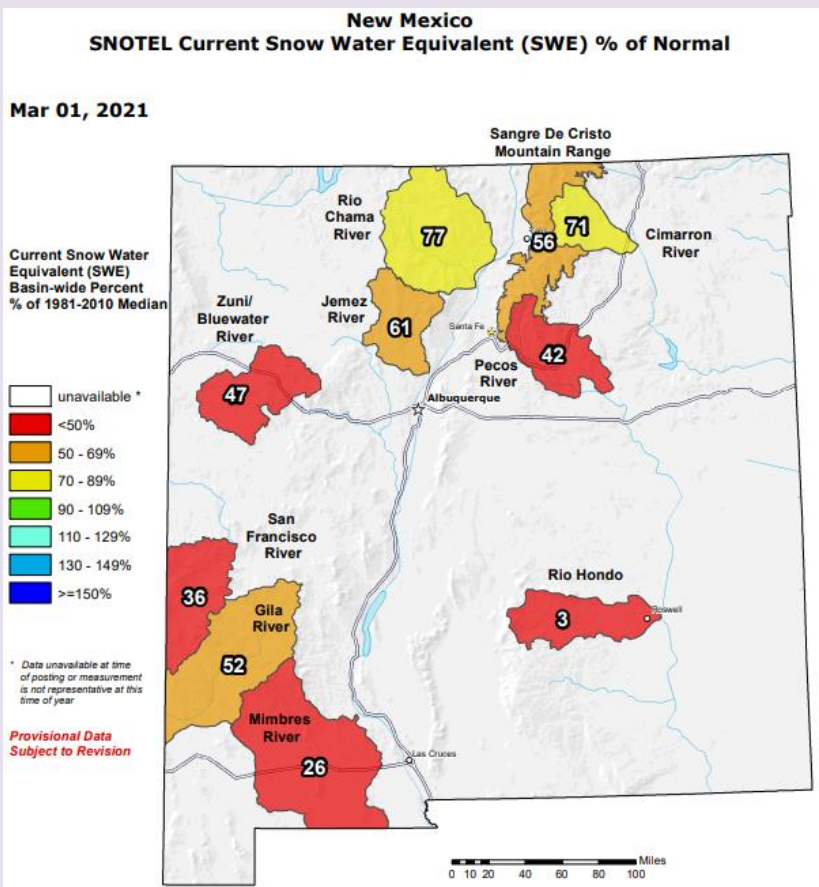 New Mexico
SNOTEL Current Snow Water Equivalent (SWE) % of Normal
Mar 01, 2021
Sangre De Cristo
Mountain Range
Rio
Chama
River
77
56
71
Cimarron
River
Current Snow Water
Equivalent (SWE)
Basin-wide Percent
% of 1981-2010 Median
Zuni/
Bluewater
River
Jemez
River
61
Santa Fe
42
Pecos
River
47
Albuquerque
unavailable *
<50%
50 - 69%
70 - 89%
90 - 109%
110 - 129%
130 - 149%
>=150%
San
Francisco
River
36
Gila
River
52
Rio Hondo
3
Roswell
* Data unavailable at time
of posting or measurement
is not representative at this
time of year
Provisional Data
Subject to Revision
Mimbres
River
26
Las Cruces
Miles
0 10 20 40 60 80 100